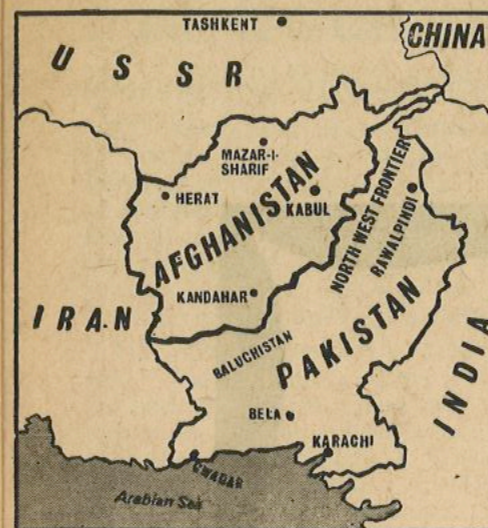 TASHKENT
CHINA
U S S R
MAZAR-I-
SHARIF
HERAT
KABUL
AFGHANISTAN
NORTH WEST FRONTIER
RAWALPINDI
KANDAHAR
IRAN
BALUCHISTAN
PAKISTAN
INDIA
BELA
KARACHI
GWADAR
Arabian Sea